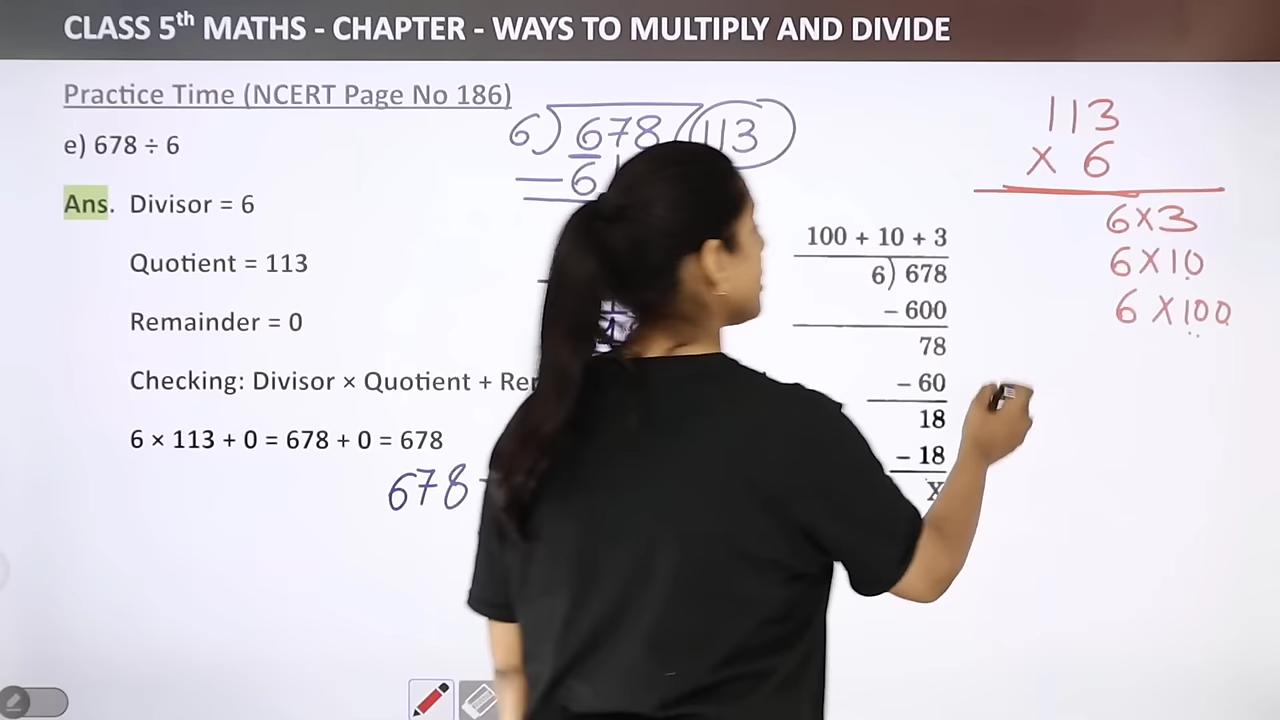 CLASS 5th MATHS - CHAPTER - WAYS TO MULTIPLY AND DIVIDE
Practice Time (NCERT Page No 186)
e) 678 ÷ 6
Ans. Divisor = 6
Quotient = 113
Remainder = 0
Checking: Divisor × Quotient +
6 × 113 + 0 = 678 + 0 = 678
678
6) 678 (113
− 6
100 + 10 + 3
6) 678
− 600
78
− 60
18
− 18
x
113
× 6
6 × 3
6 × 10
6 × 100